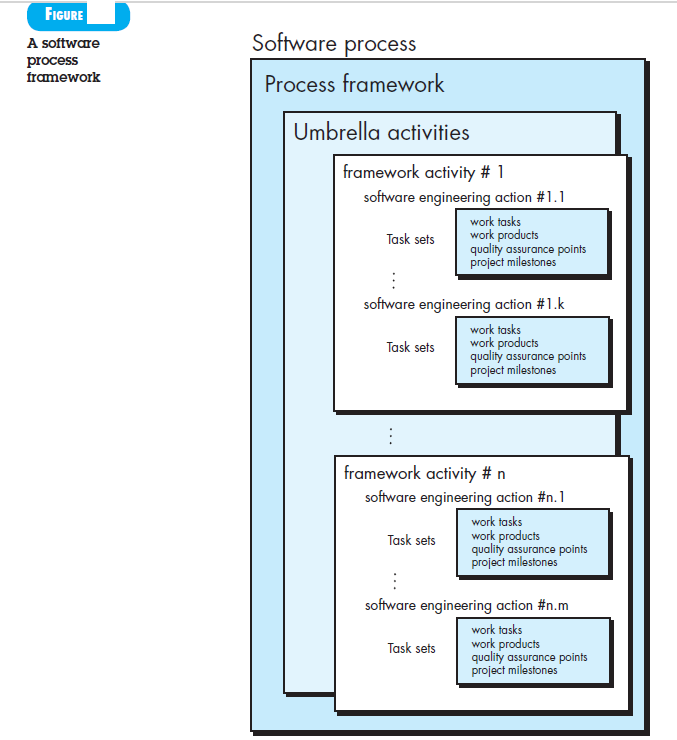 FIGURE
A software
process
framework
Software process
Process framework
Umbrella activities
framework activity # 1
software engineering action #1.1
Task sets
work tasks
work products
quality assurance points
project milestones
software engineering action #1.k
Task sets
work tasks
work products
quality assurance points
project milestones
framework activity # n
software engineering action #n.1
Task sets
work tasks
work products
quality assurance points
project milestones
software engineering action #n.m
Task sets
work tasks
work products
quality assurance points
project milestones